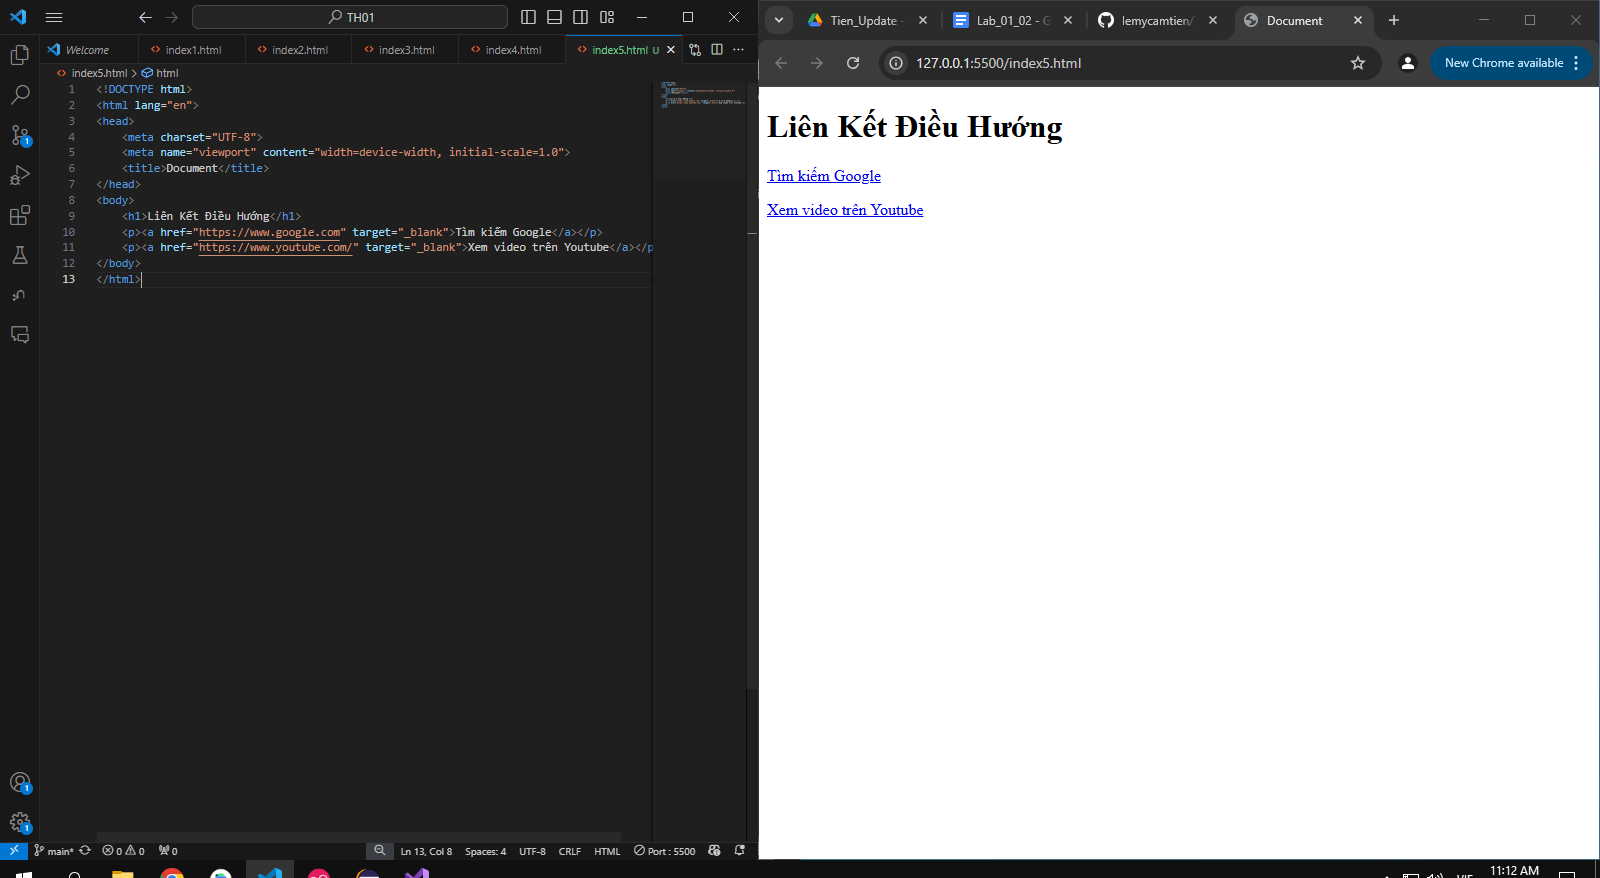 TH01
Welcome
index1.html
index2.html
index3.html
index4.html
index5.html U
index5.html > html
1 <!DOCTYPE html>
2 <html lang="en">
3 <head>
4 <meta charset="UTF-8">
5 <meta name="viewport" content="width=device-width, initial-scale=1.0">
6 <title>Document</title>
7 </head>
8 <body>
9 <h1>Liên Kết Điều Hướng</h1>
10 <p><a href="https://www.google.com" target="_blank">Tìm kiếm Google</a></p>
11 <p><a href="https://www.youtube.com/" target="_blank">Xem video trên Youtube</a></p
12 </body>
13 </html>
1
1
1
main*
0 0
0
Ln 13, Col 8
Spaces: 4
UTF-8
CRLF
HTML
Port : 5500
Tien_Update -
Lab_01_02 - G
lemycamtien/
Document
127.0.0.1:5500/index5.html
New Chrome available
Liên Kết Điều Hướng
Tìm kiếm Google
Xem video trên Youtube
VIE
11:12 AM